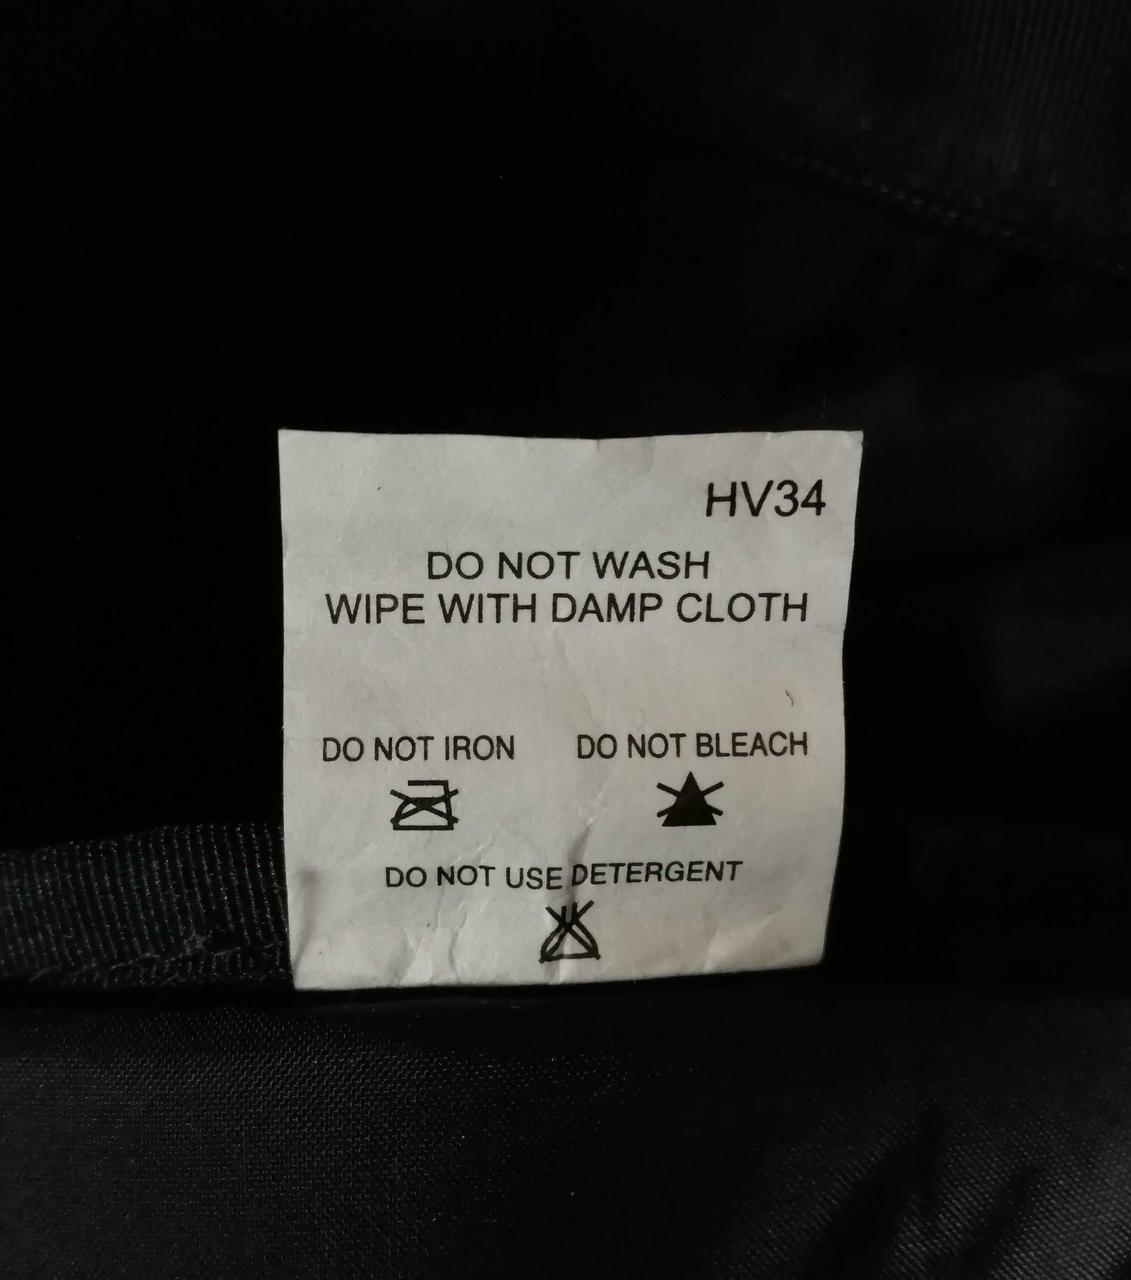 HV34
DO NOT WASH
WIPE WITH DAMP CLOTH
DO NOT IRON
DO NOT BLEACH
DO NOT USE DETERGENT